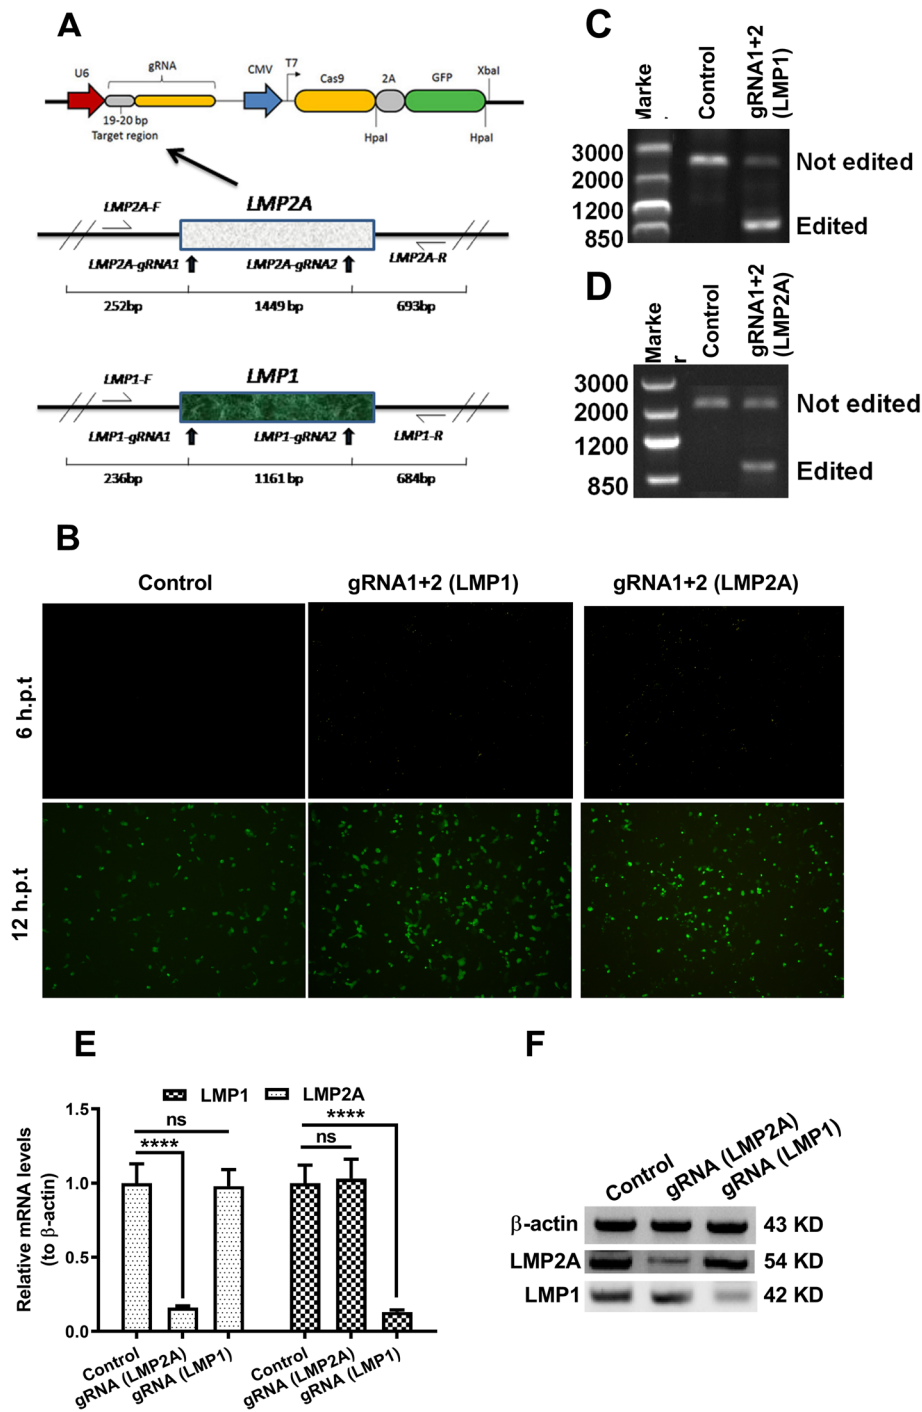 A
U6
gRNA
CMV
T7
Cas9
2A
GFP
XbaI
19-20 bp
Target region
HpaI
HpaI
LMP2A-F
LMP2A
LMP2A-R
LMP2A-gRNA1
LMP2A-gRNA2
252bp
1449 bp
693bp
LMP1-F
LMP1
LMP1-gRNA1
LMP1-gRNA2
LMP1-R
236bp
1161 bp
684bp
C
Marke
Control
gRNA1+2
(LMP1)
3000
2000
1200
850
Not edited
Edited
D
Marke
r
Control
gRNA1+2
(LMP2A)
3000
2000
1200
850
Not edited
Edited
B
Control
gRNA1+2 (LMP1)
gRNA1+2 (LMP2A)
6 h.p.t
12 h.p.t
E
LMP1
LMP2A
Relative mRNA levels
(to β-actin)
1.5
1.0
0.5
0.0
ns
****
****
ns
Control
gRNA (LMP2A)
gRNA (LMP1)
Control
gRNA (LMP2A)
gRNA (LMP1)
F
Control
gRNA (LMP2A)
gRNA (LMP1)
β-actin
43 KD
LMP2A
54 KD
LMP1
42 KD